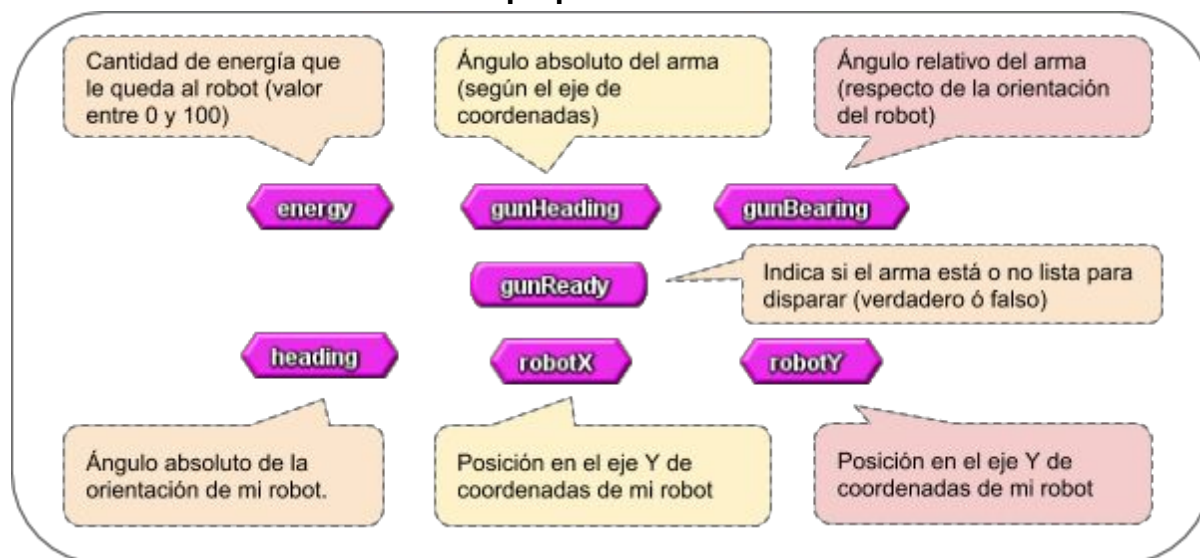 Cantidad de energía que
le queda al robot (valor
entre 0 y 100)
Ángulo absoluto del arma
(según el eje de
coordenadas)
Ángulo relativo del arma
(respecto de la orientación
del robot)
energy
gunHeading
gunBearing
gunReady
Indica si el arma está o no lista para
disparar (verdadero ó falso)
heading
robotX
robotY
Ángulo absoluto de la
orientación de mi robot.
Posición en el eje Y de
coordenadas de mi robot
Posición en el eje Y de
coordenadas de mi robot